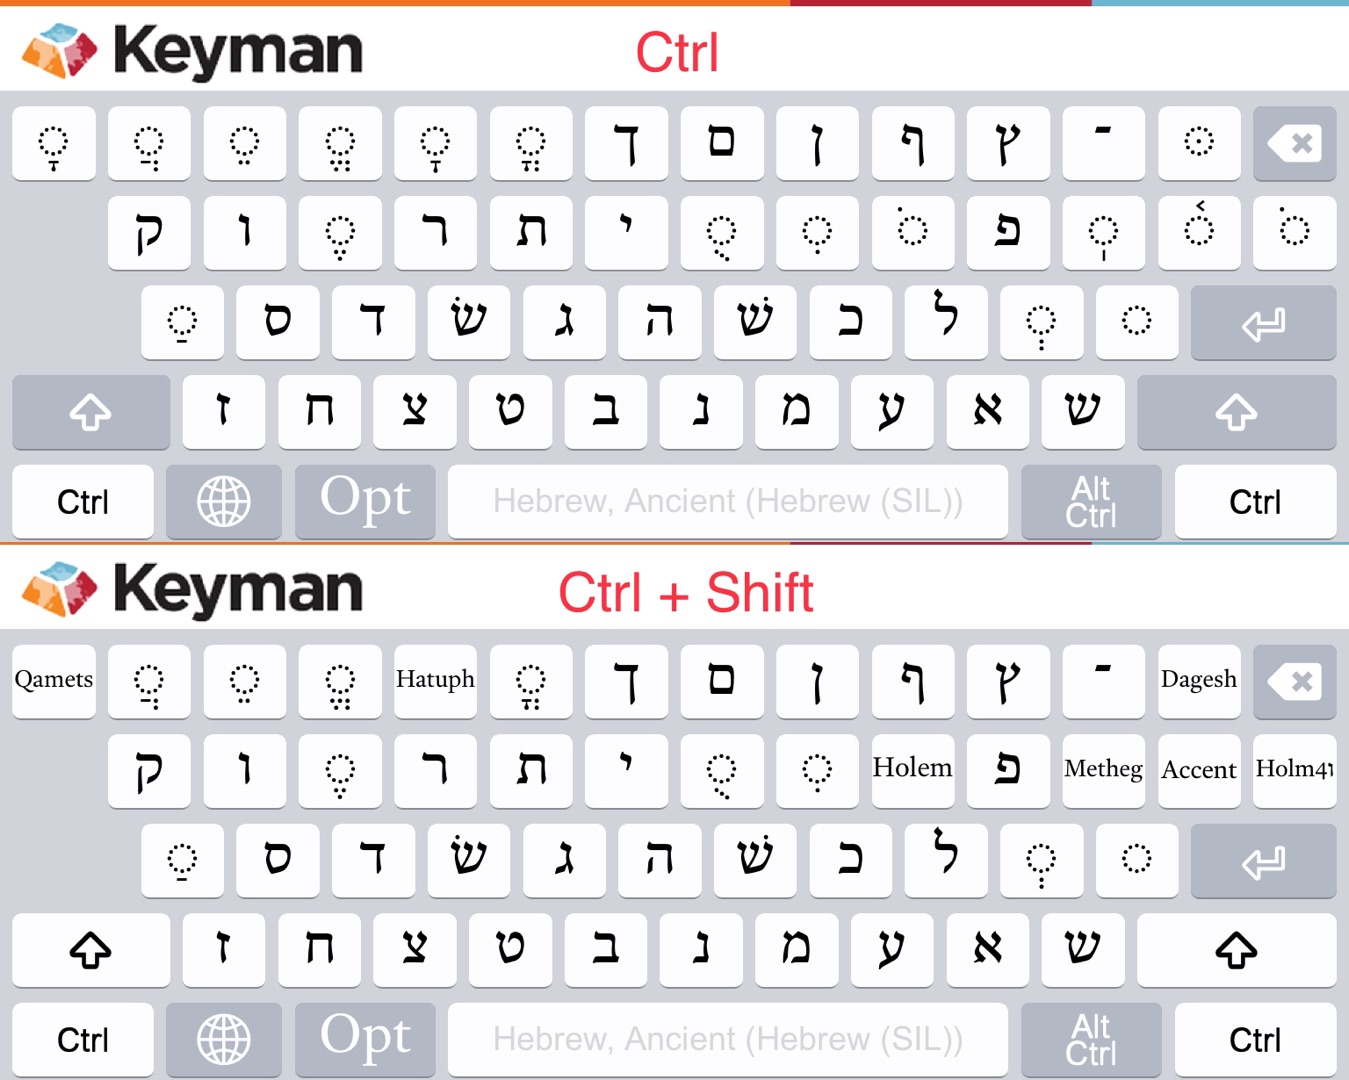 Keyman Ctrl
◌ָ ◌ֲ ◌ֵ ◌ֱ ◌ָ ◌ֳ ך ם ן ף ץ ־ ◌ּ
ק ו ◌ֶ ר ת י ◌ֻ ◌ִ ◌ֹ פ ◌ֽ ◌֫ ◌ֺ
◌ַ ס ד שׂ ג ה שׁ כ ל ◌ְ ◌
ז ח צ ט ב נ מ ע א ש
Ctrl Opt Hebrew, Ancient (Hebrew (SIL)) Alt Ctrl Ctrl
Keyman Ctrl + Shift
Qamets ◌ֲ ◌ֵ ◌ֱ Hatuph ◌ֳ ך ם ן ף ץ ־ Dagesh
ק ו ◌ֶ ר ת י ◌ֻ ◌ִ Holem פ Metheg Accent Holm4ו
◌ַ ס ד שׂ ג ה שׁ כ ל ◌ְ ◌
ז ח צ ט ב נ מ ע א ש
Ctrl Opt Hebrew, Ancient (Hebrew (SIL)) Alt Ctrl Ctrl